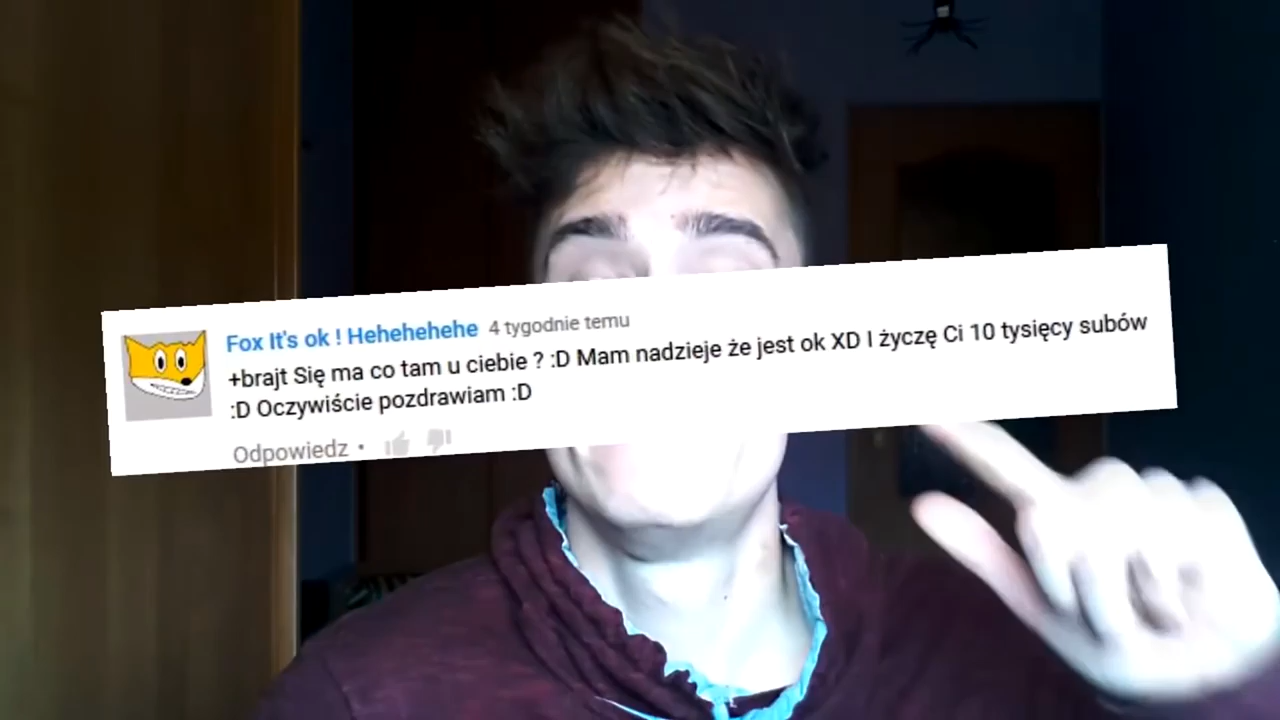 Fox It's ok ! Hehehehehe 4 tygodnie temu
+brajt Się ma co tam u ciebie ? :D Mam nadzieje że jest ok XD I życzę Ci 10 tysięcy subów
:D Oczywiście pozdrawiam :D
Odpowiedz •